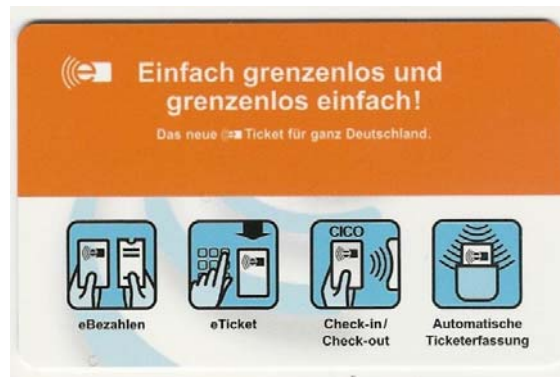 Einfach grenzenlos und
grenzenlos einfach!
Das neue (((e Ticket für ganz Deutschland.
CICO
eBezahlen
eTicket
Check-in/
Check-out
Automatische
Ticketerfassung